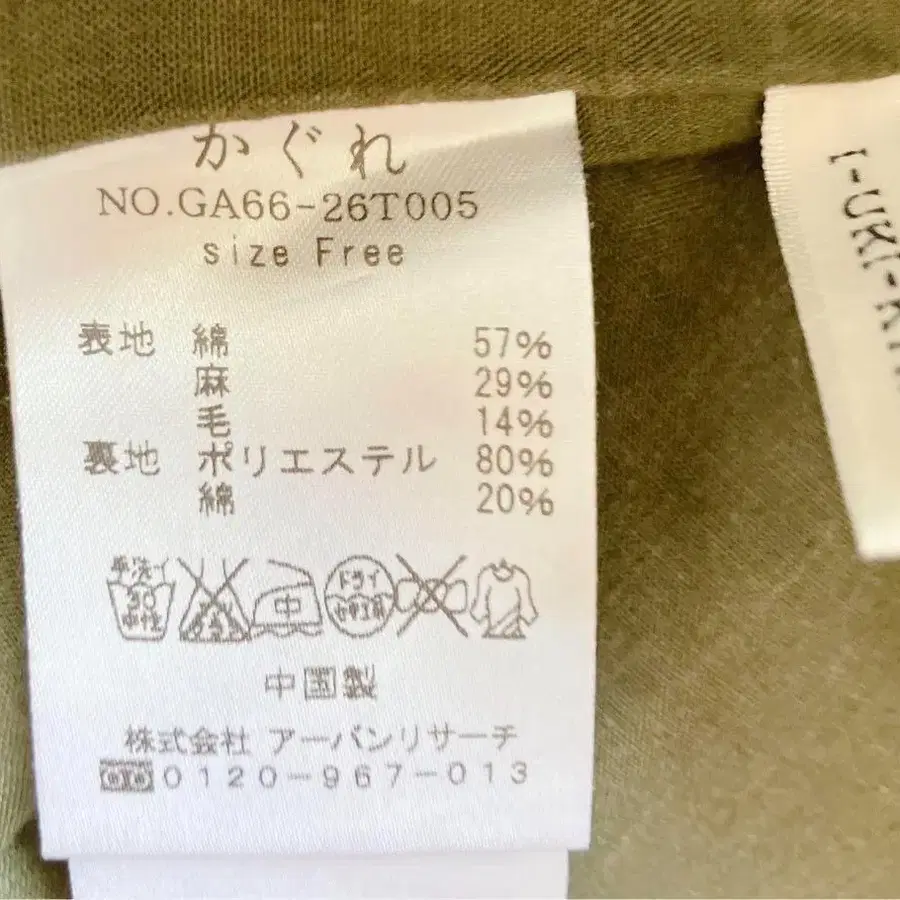 かぐれ
NO.GA66-26T005
size Free
表地 綿 57%
麻 29%
毛 14%
裏地 ポリエステル 80%
綿 20%
手洗イ
30
中性
中
ドライ
中国製
株式会社 アーバンリサーチ
0120-967-013
I-UKI-